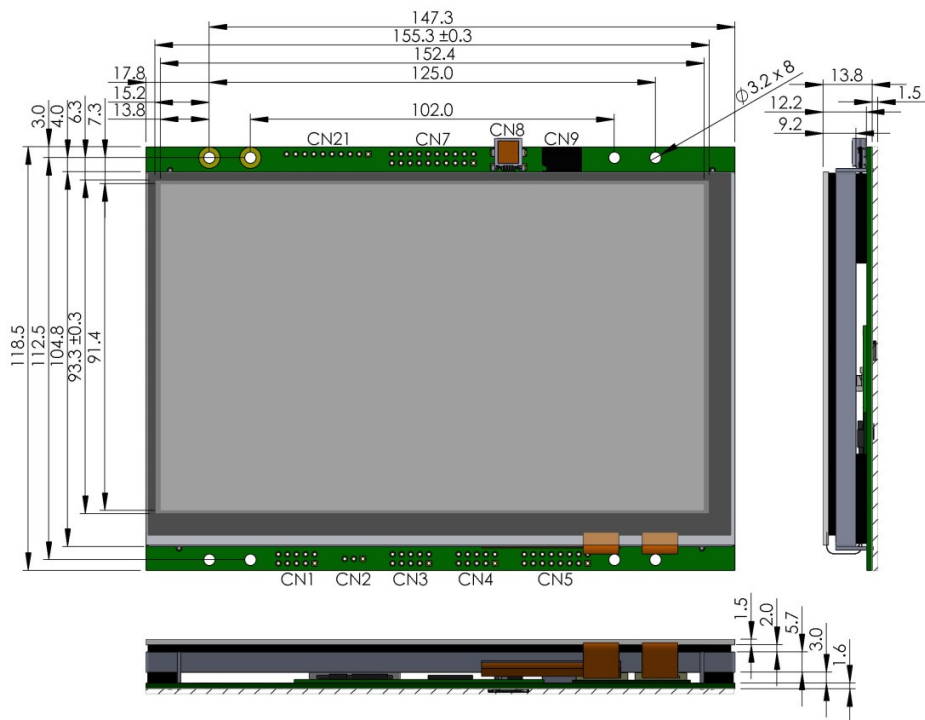 147.3
155.3 ±0.3
152.4
17.8
125.0
15.2
13.8
102.0
3.0
4.0
6.3
7.3
∅3.2 x 8
13.8
1.5
12.2
9.2
CN21
CN7
CN8
CN9
118.5
112.5
104.8
93.3 ±0.3
91.4
CN1
CN2
CN3
CN4
CN5
1.5
2.0
5.7
3.0
1.6